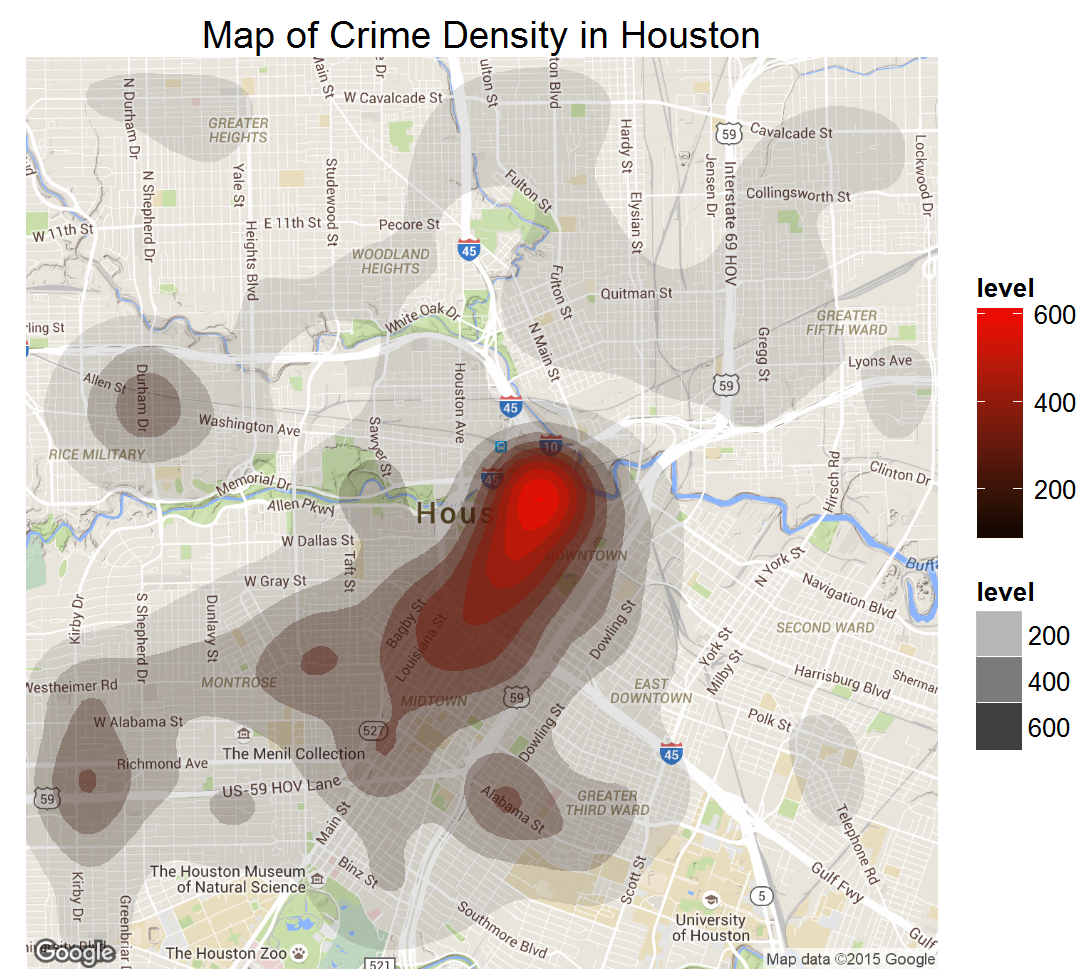 Map of Crime Density in Houston
N Durham Dr
Main St
e Dr
ulton St
ton Blvd
W Cavalcade St
GREATER
HEIGHTS
Hardy St
59
Cavalcade St
Lockwood Dr
Jensen Dr
Interstate 69 HOV
N Shepherd Dr
Yale St
Studewood St
Fulton St
Elysian St
Collingsworth St
W 11th St
E 11th St
Pecore St
Heights Blvd
45
WOODLAND
HEIGHTS
Fulton St
Quitman St
White Oak Dr
rling St
N Main St
GREATER
FIFTH WARD
Gregg St
Lyons Ave
Allen St
Durham Dr
Houston Ave
59
45
Washington Ave
Sawyer St
RICE MILITARY
10
Hirsch Rd
Clinton Dr
Memorial Dr
45
Allen Pkwy
Hous
W Dallas St
DOWNTOWN
Taft St
N York St
Buff
W Gray St
Navigation Blvd
Kirby Dr
S Shepherd Dr
Dunlavy St
Bagby St
Louisiana St
Dowling St
SECOND WARD
York St
Milby St
Westheimer Rd
MONTROSE
MIDTOWN
59
EAST
DOWNTOWN
Harrisburg Blvd
Sherman
W Alabama St
527
Dowling St
Polk St
The Menil Collection
45
Richmond Ave
US-59 HOV Lane
59
Alabama St
GREATER
THIRD WARD
Main St
Telephone Rd
The Houston Museum
of Natural Science
Binz St
Scott St
Gulf Fwy
Kirby Dr
Greenbriar D
5
University
of Houston
Southmore Blvd
Gulf
Google
The Houston Zoo
521
Map data ©2015 Google
level
600
400
200
level
200
400
600